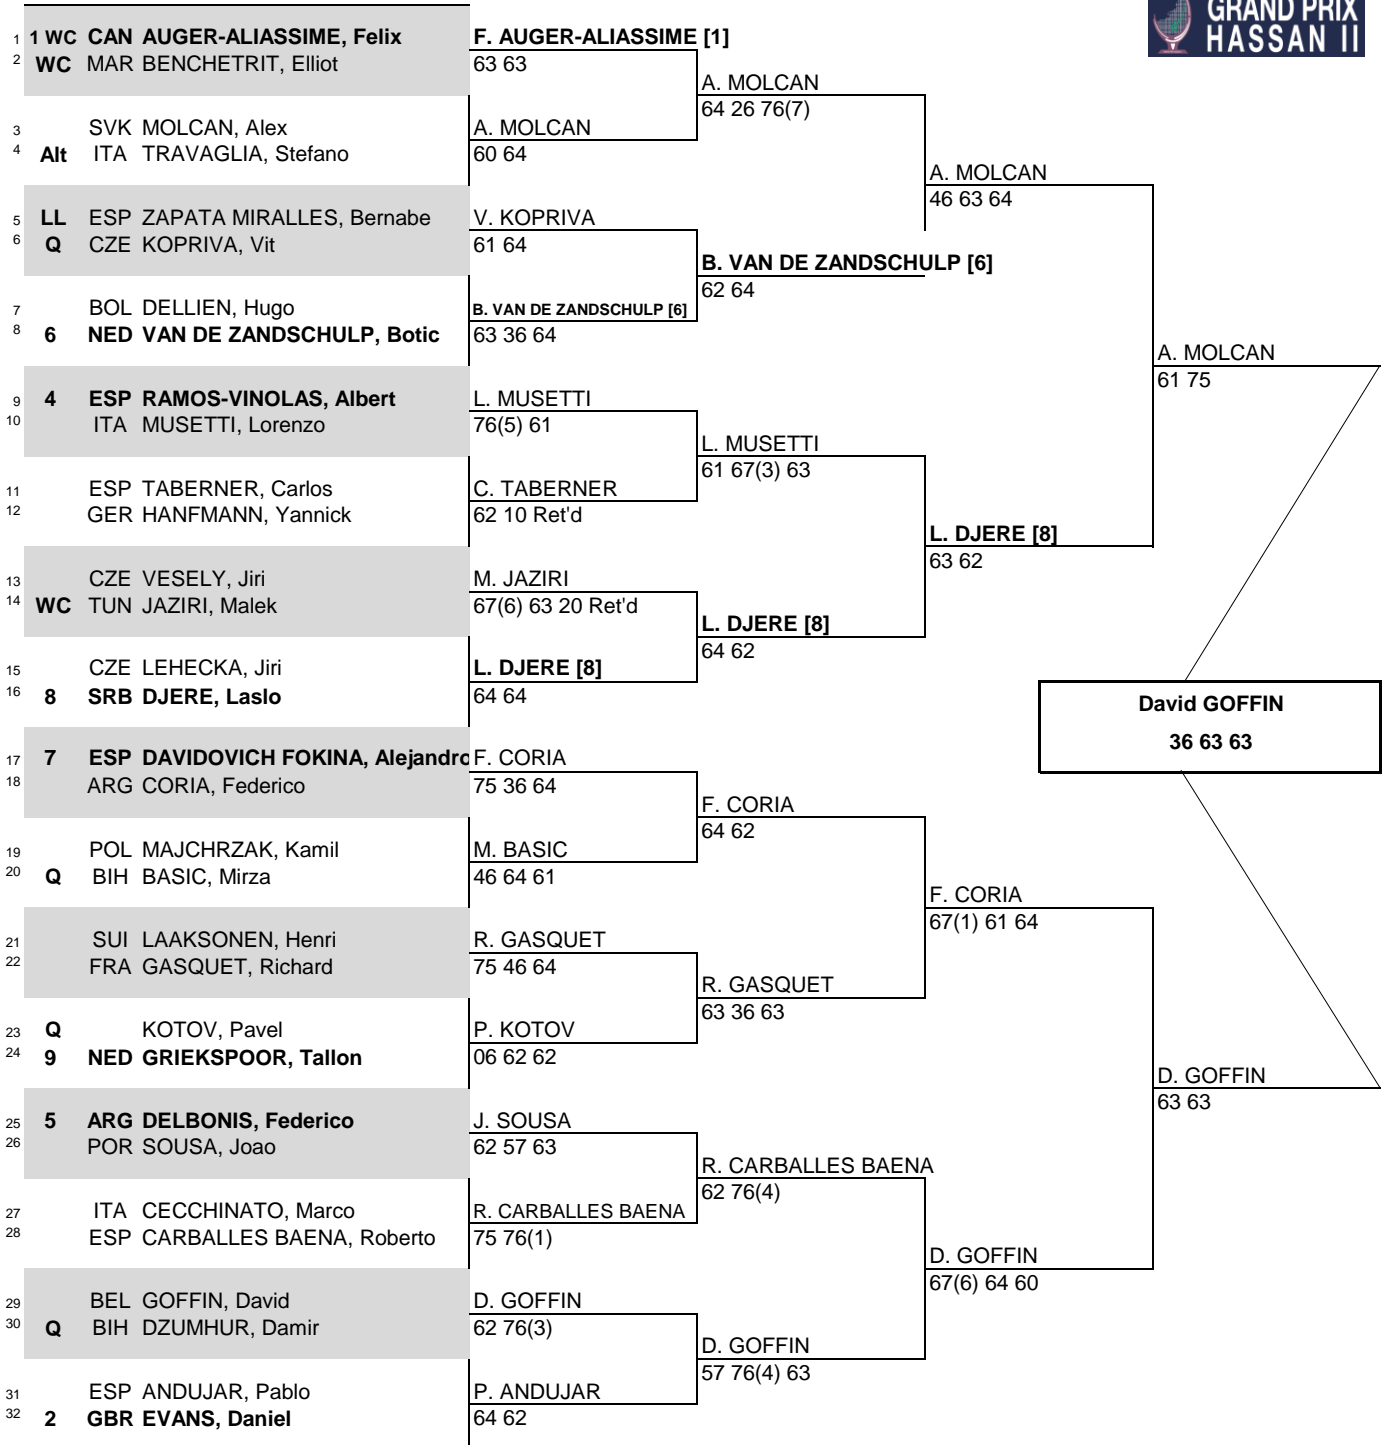 GRAND PRIX
HASSAN II
1 1 WC CAN AUGER-ALIASSIME, Felix
2 WC MAR BENCHETRIT, Elliot
3 SVK MOLCAN, Alex
4 Alt ITA TRAVAGLIA, Stefano
5 LL ESP ZAPATA MIRALLES, Bernabe
6 Q CZE KOPRIVA, Vit
7 BOL DELLIEN, Hugo
8 6 NED VAN DE ZANDSCHULP, Botic
9 4 ESP RAMOS-VINOLAS, Albert
10 ITA MUSETTI, Lorenzo
11 ESP TABERNER, Carlos
12 GER HANFMANN, Yannick
13 CZE VESELY, Jiri
14 WC TUN JAZIRI, Malek
15 CZE LEHECKA, Jiri
16 8 SRB DJERE, Laslo
17 7 ESP DAVIDOVICH FOKINA, Alejandro
18 ARG CORIA, Federico
19 POL MAJCHRZAK, Kamil
20 Q BIH BASIC, Mirza
21 SUI LAAKSONEN, Henri
22 FRA GASQUET, Richard
23 Q KOTOV, Pavel
24 9 NED GRIEKSPOOR, Tallon
25 5 ARG DELBONIS, Federico
26 POR SOUSA, Joao
27 ITA CECCHINATO, Marco
28 ESP CARBALLES BAENA, Roberto
29 BEL GOFFIN, David
30 Q BIH DZUMHUR, Damir
31 ESP ANDUJAR, Pablo
32 2 GBR EVANS, Daniel
F. AUGER-ALIASSIME [1]
63 63
A. MOLCAN
60 64
V. KOPRIVA
61 64
B. VAN DE ZANDSCHULP [6]
63 36 64
L. MUSETTI
76(5) 61
C. TABERNER
62 10 Ret'd
M. JAZIRI
67(6) 63 20 Ret'd
L. DJERE [8]
64 64
F. CORIA
75 36 64
M. BASIC
46 64 61
R. GASQUET
75 46 64
P. KOTOV
06 62 62
J. SOUSA
62 57 63
R. CARBALLES BAENA
75 76(1)
D. GOFFIN
62 76(3)
P. ANDUJAR
64 62
A. MOLCAN
64 26 76(7)
B. VAN DE ZANDSCHULP [6]
62 64
L. MUSETTI
61 67(3) 63
L. DJERE [8]
64 62
F. CORIA
64 62
R. GASQUET
63 36 63
R. CARBALLES BAENA
62 76(4)
D. GOFFIN
57 76(4) 63
A. MOLCAN
46 63 64
L. DJERE [8]
63 62
F. CORIA
67(1) 61 64
D. GOFFIN
67(6) 64 60
A. MOLCAN
61 75
D. GOFFIN
63 63
David GOFFIN
36 63 63